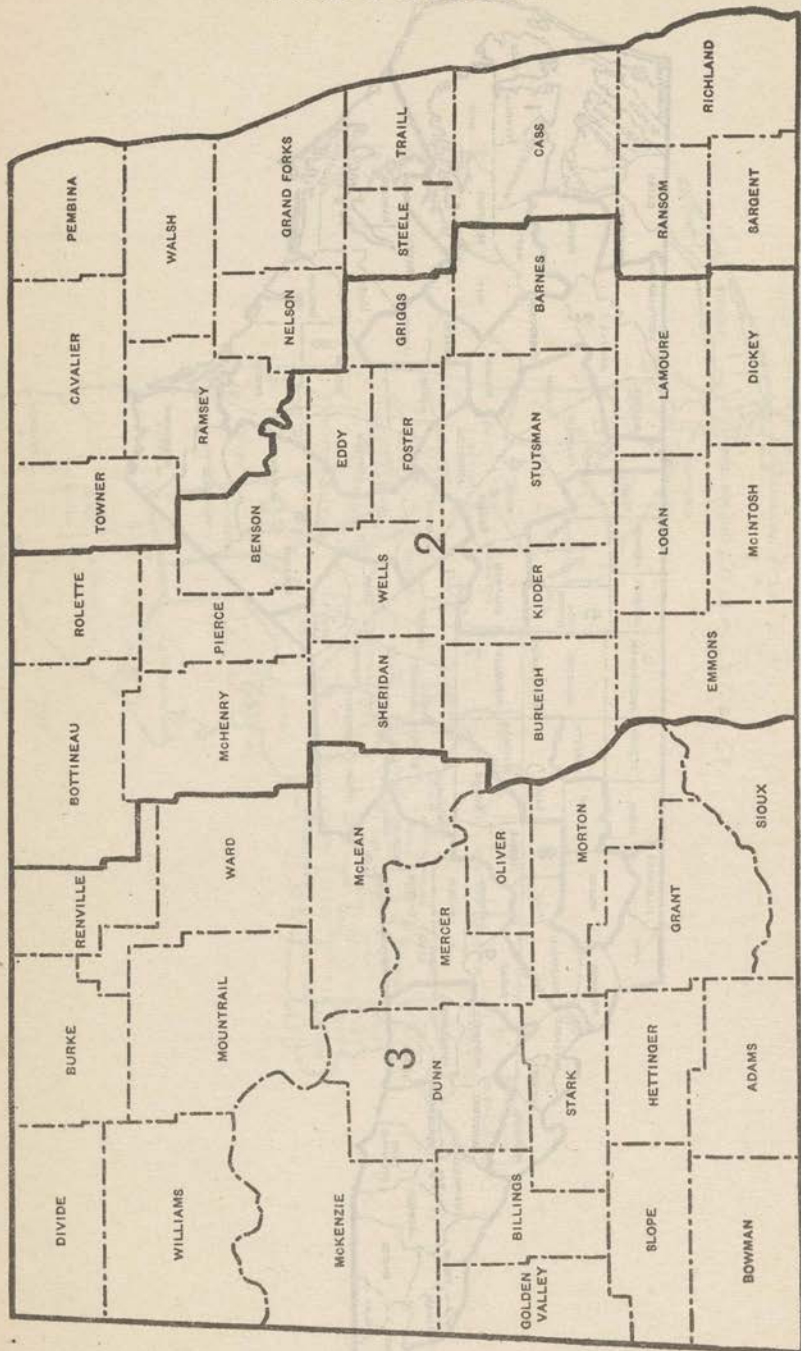 DIVIDE
BURKE
RENVILLE
BOTTINEAU
ROLETTE
TOWNER
CAVALIER
PEMBINA
WILLIAMS
MOUNTRAIL
WARD
McHENRY
PIERCE
BENSON
RAMSEY
WALSH
NELSON
GRAND FORKS
McKENZIE
DUNN
3
MERCER
McLEAN
OLIVER
SHERIDAN
WELLS
2
EDDY
FOSTER
GRIGGS
STEELE
TRAILL
GOLDEN
VALLEY
BILLINGS
STARK
MORTON
BURLEIGH
KIDDER
STUTSMAN
BARNES
CASS
SLOPE
HETTINGER
GRANT
EMMONS
LOGAN
LAMOURE
RANSOM
RICHLAND
BOWMAN
ADAMS
SIOUX
McINTOSH
DICKEY
SARGENT
1